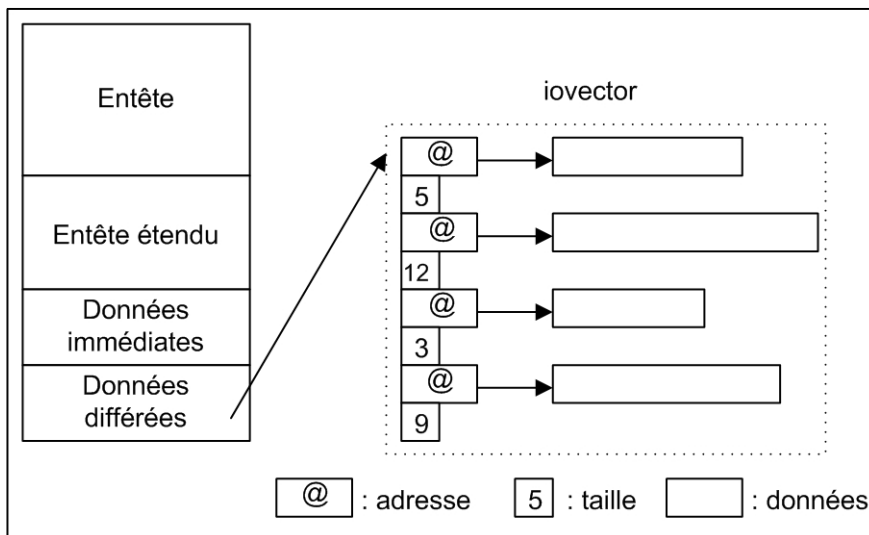 Entête
Entête étendu
Données
immédiates
Données
différées
iovector
@
5
@
12
@
3
@
9
@ : adresse
5 : taille
: données